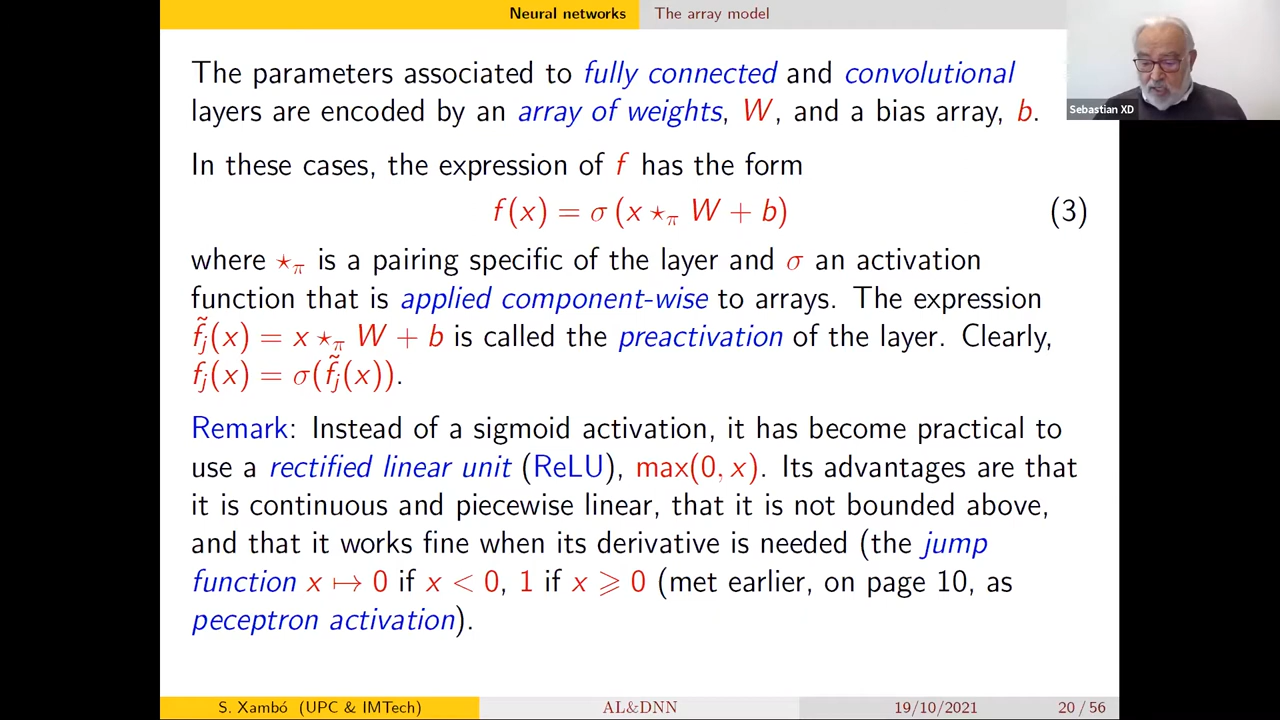 Neural networks The array model
The parameters associated to fully connected and convolutional
layers are encoded by an array of weights, W, and a bias array, b.
Sebastian XD
In these cases, the expression of f has the form
f(x) = σ (x ⋆π W + b) (3)
where ⋆π is a pairing specific of the layer and σ an activation
function that is applied component-wise to arrays. The expression
f̃j(x) = x ⋆π W + b is called the preactivation of the layer. Clearly,
fj(x) = σ(f̃j(x)).
Remark: Instead of a sigmoid activation, it has become practical to
use a rectified linear unit (ReLU), max(0, x). Its advantages are that
it is continuous and piecewise linear, that it is not bounded above,
and that it works fine when its derivative is needed (the jump
function x ↦ 0 if x < 0, 1 if x ⩾ 0 (met earlier, on page 10, as
peceptron activation).
S. Xambó (UPC & IMTech) AL&DNN 19/10/2021 20 / 56